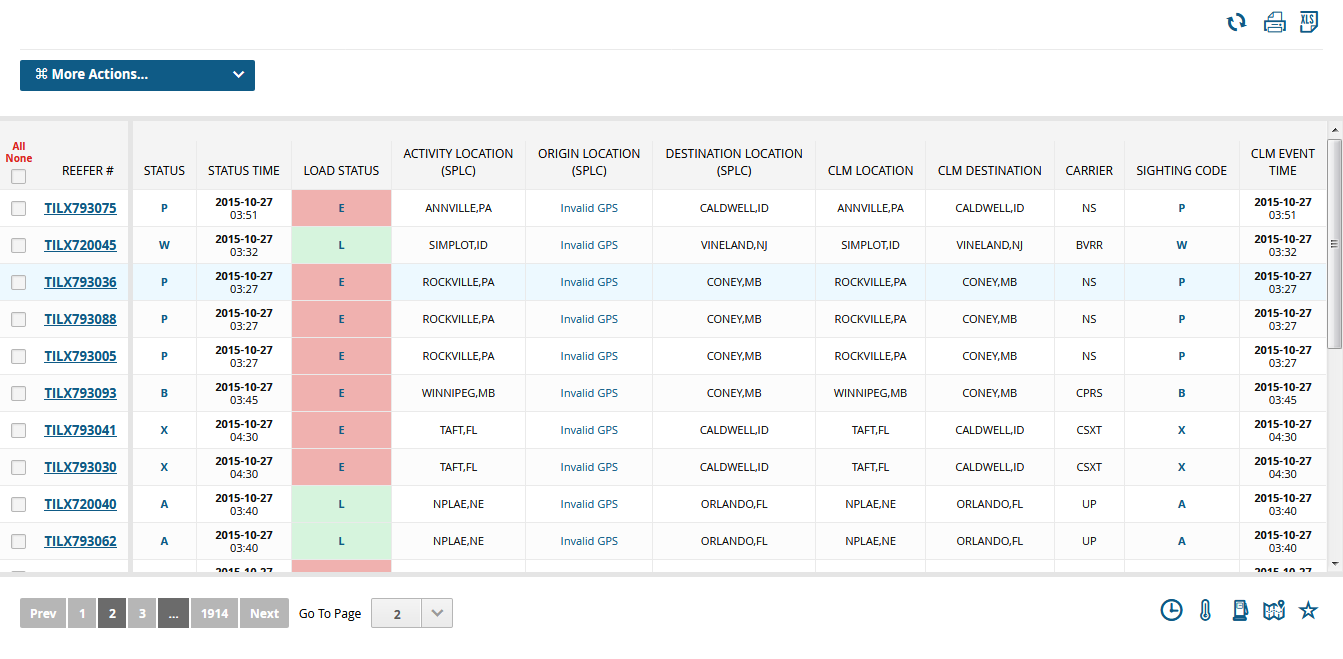 XLS
⌘ More Actions...
All
None
REEFER #
STATUS
STATUS TIME
LOAD STATUS
ACTIVITY LOCATION
(SPLC)
ORIGIN LOCATION
(SPLC)
DESTINATION LOCATION
(SPLC)
CLM LOCATION
CLM DESTINATION
CARRIER
SIGHTING CODE
CLM EVENT
TIME
TILX793075 P 2015-10-27 03:51 E ANNVILLE,PA Invalid GPS CALDWELL,ID ANNVILLE,PA CALDWELL,ID NS P 2015-10-27 03:51
TILX720045 W 2015-10-27 03:32 L SIMPLOT,ID Invalid GPS VINELAND,NJ SIMPLOT,ID VINELAND,NJ BVRR W 2015-10-27 03:32
TILX793036 P 2015-10-27 03:27 E ROCKVILLE,PA Invalid GPS CONEY,MB ROCKVILLE,PA CONEY,MB NS P 2015-10-27 03:27
TILX793088 P 2015-10-27 03:27 E ROCKVILLE,PA Invalid GPS CONEY,MB ROCKVILLE,PA CONEY,MB NS P 2015-10-27 03:27
TILX793005 P 2015-10-27 03:27 E ROCKVILLE,PA Invalid GPS CONEY,MB ROCKVILLE,PA CONEY,MB NS P 2015-10-27 03:27
TILX793093 B 2015-10-27 03:45 E WINNIPEG,MB Invalid GPS CONEY,MB WINNIPEG,MB CONEY,MB CPRS B 2015-10-27 03:45
TILX793041 X 2015-10-27 04:30 E TAFT,FL Invalid GPS CALDWELL,ID TAFT,FL CALDWELL,ID CSXT X 2015-10-27 04:30
TILX793030 X 2015-10-27 04:30 E TAFT,FL Invalid GPS CALDWELL,ID TAFT,FL CALDWELL,ID CSXT X 2015-10-27 04:30
TILX720040 A 2015-10-27 03:40 L NPLAE,NE Invalid GPS ORLANDO,FL NPLAE,NE ORLANDO,FL UP A 2015-10-27 03:40
TILX793062 A 2015-10-27 03:40 L NPLAE,NE Invalid GPS ORLANDO,FL NPLAE,NE ORLANDO,FL UP A 2015-10-27 03:40
2015-10-27 2015-10-27
Prev 1 2 3 ... 1914 Next Go To Page 2